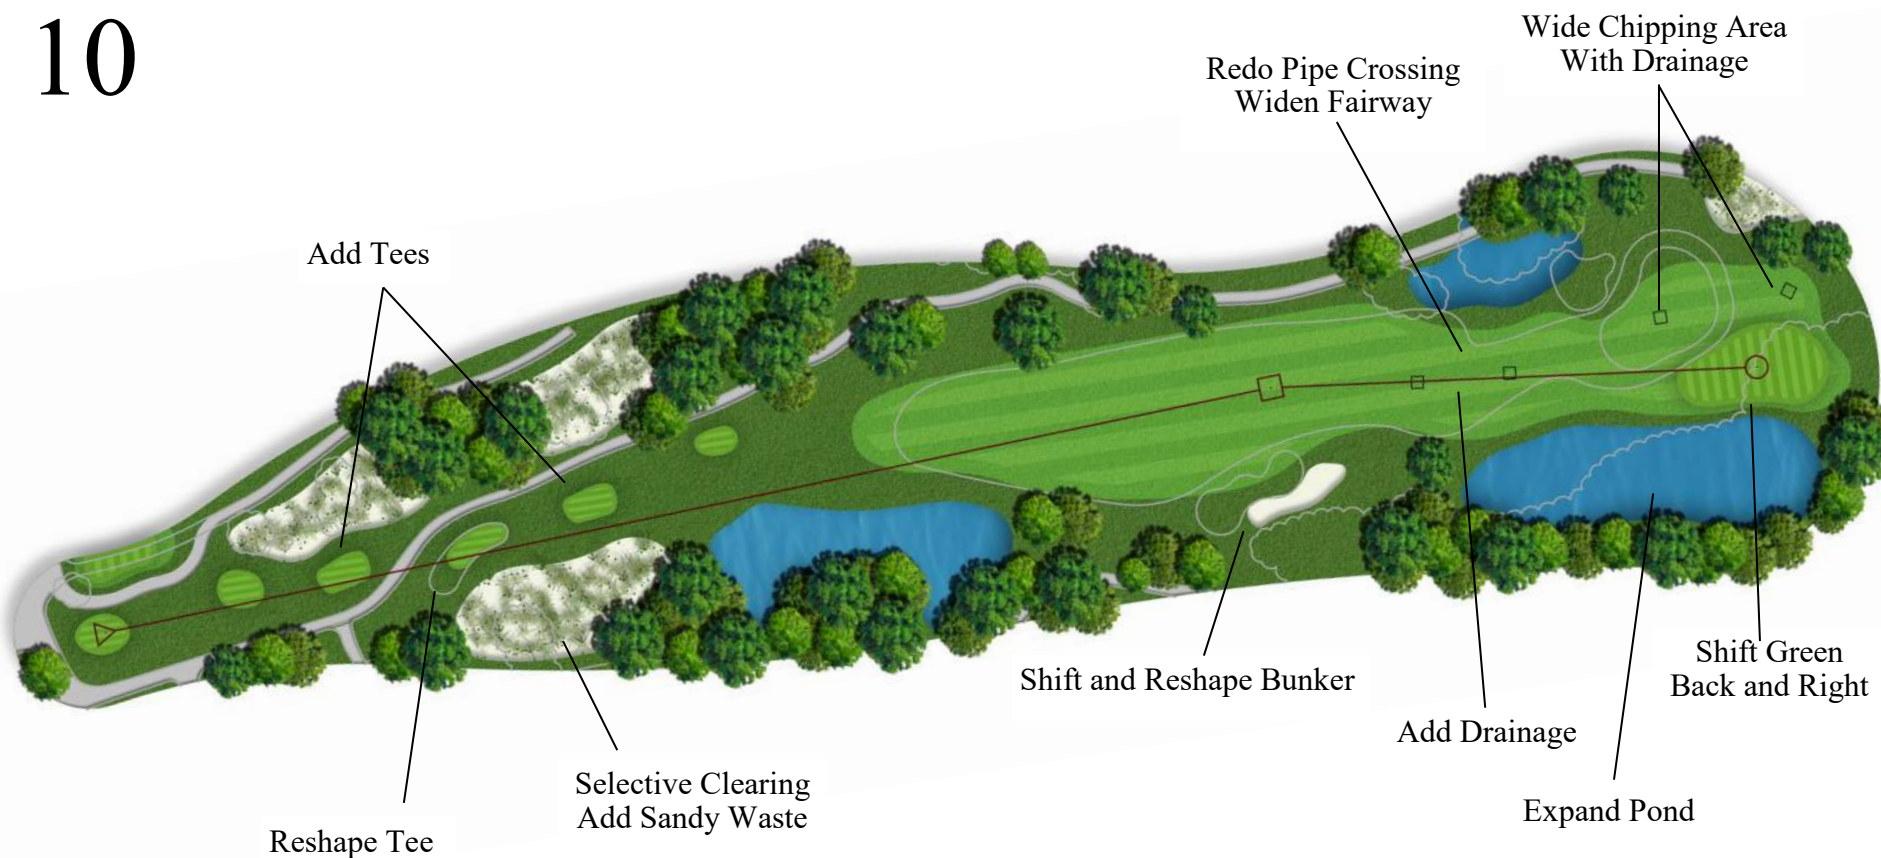 10
Wide Chipping Area
With Drainage
Redo Pipe Crossing
Widen Fairway
Add Tees
Shift Green
Back and Right
Shift and Reshape Bunker
Add Drainage
Selective Clearing
Add Sandy Waste
Expand Pond
Reshape Tee